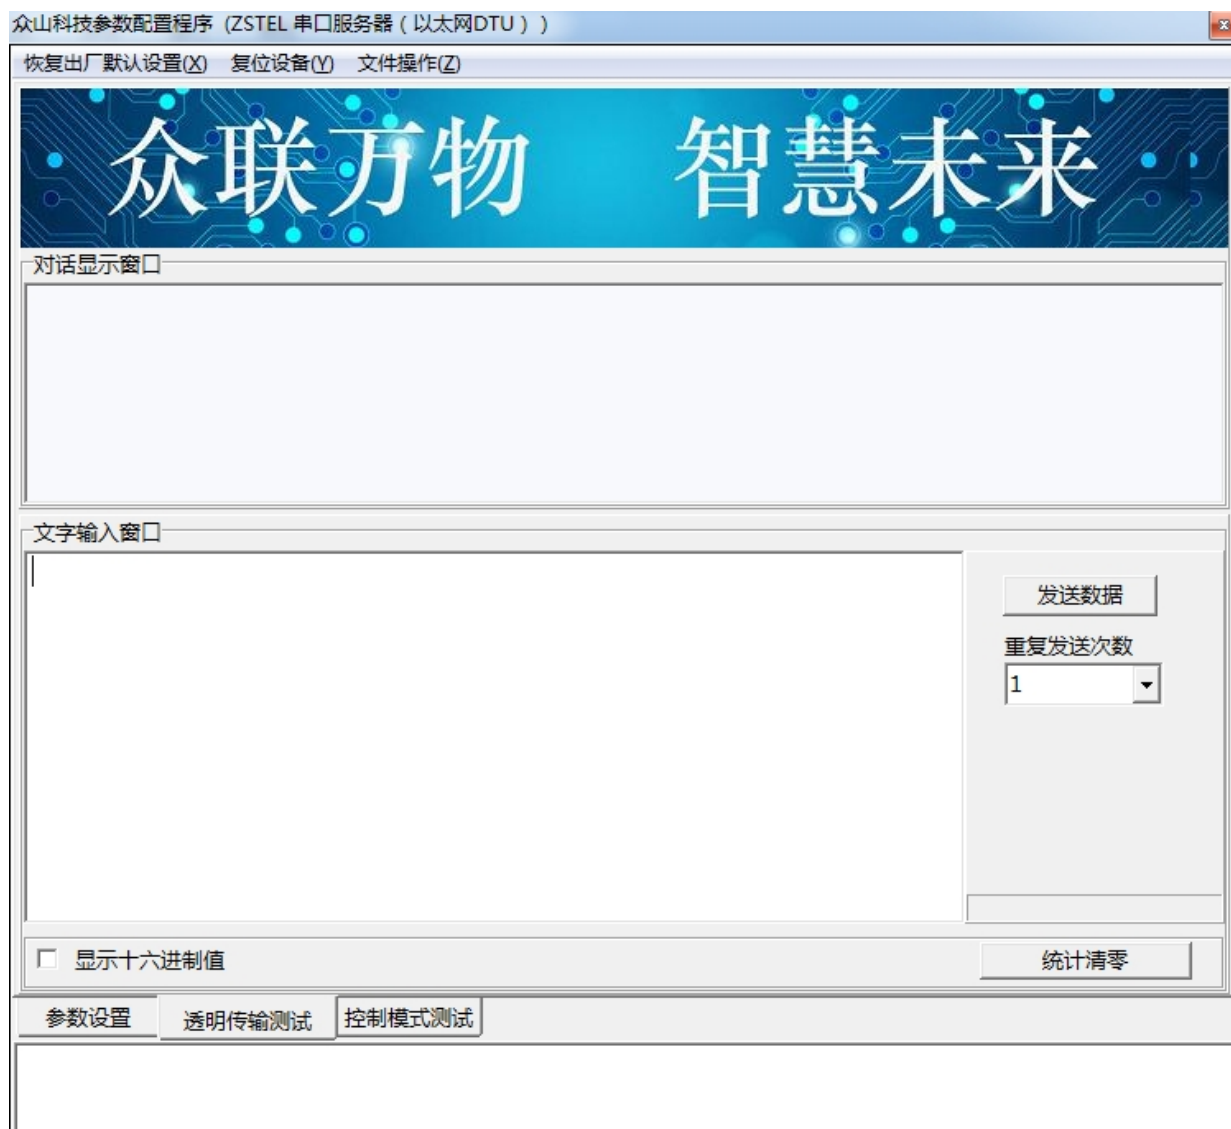 众山科技参数配置程序 (ZSTEL 串口服务器（以太网DTU））
恢复出厂默认设置(X) 复位设备(Y) 文件操作(Z)
众联万物 智慧未来
对话显示窗口
文字输入窗口
发送数据
重复发送次数
1
显示十六进制值
统计清零
参数设置 透明传输测试 控制模式测试